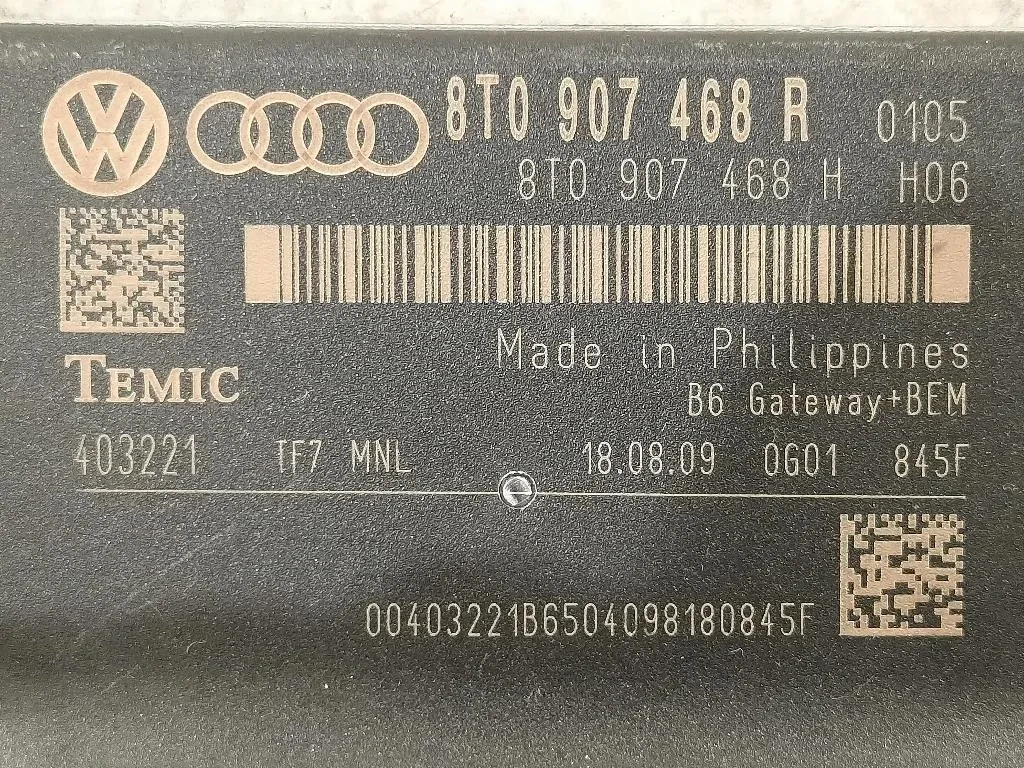 8T0 907 468 R 0105
8T0 907 468 H H06
Made in Philippines
TEMIC
B6 Gateway+BEM
403221 TF7 MNL 18.08.09 0601 845F
00403221B6504098180845F